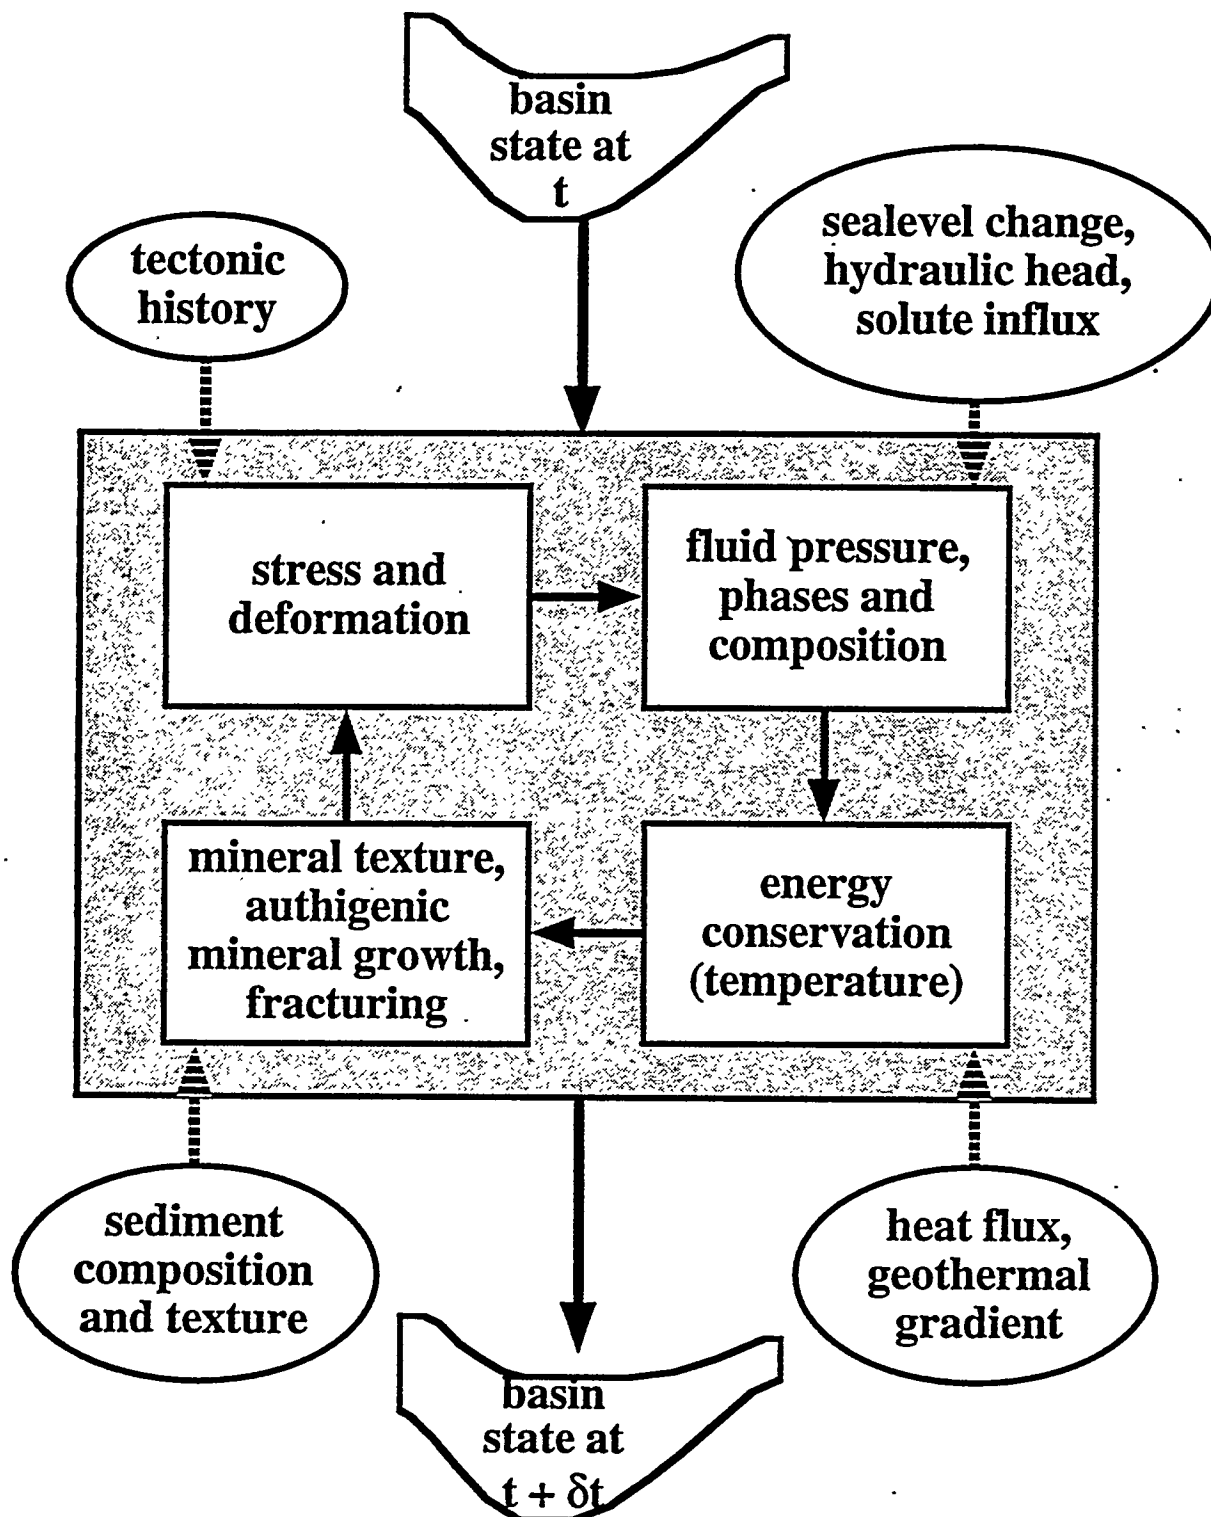 basin
state at
t
tectonic
history
sealevel change,
hydraulic head,
solute influx
stress and
deformation
fluid pressure,
phases and
composition
mineral texture,
authigenic
mineral growth,
fracturing
energy
conservation
(temperature)
sediment
composition
and texture
heat flux,
geothermal
gradient
basin
state at
t + δt